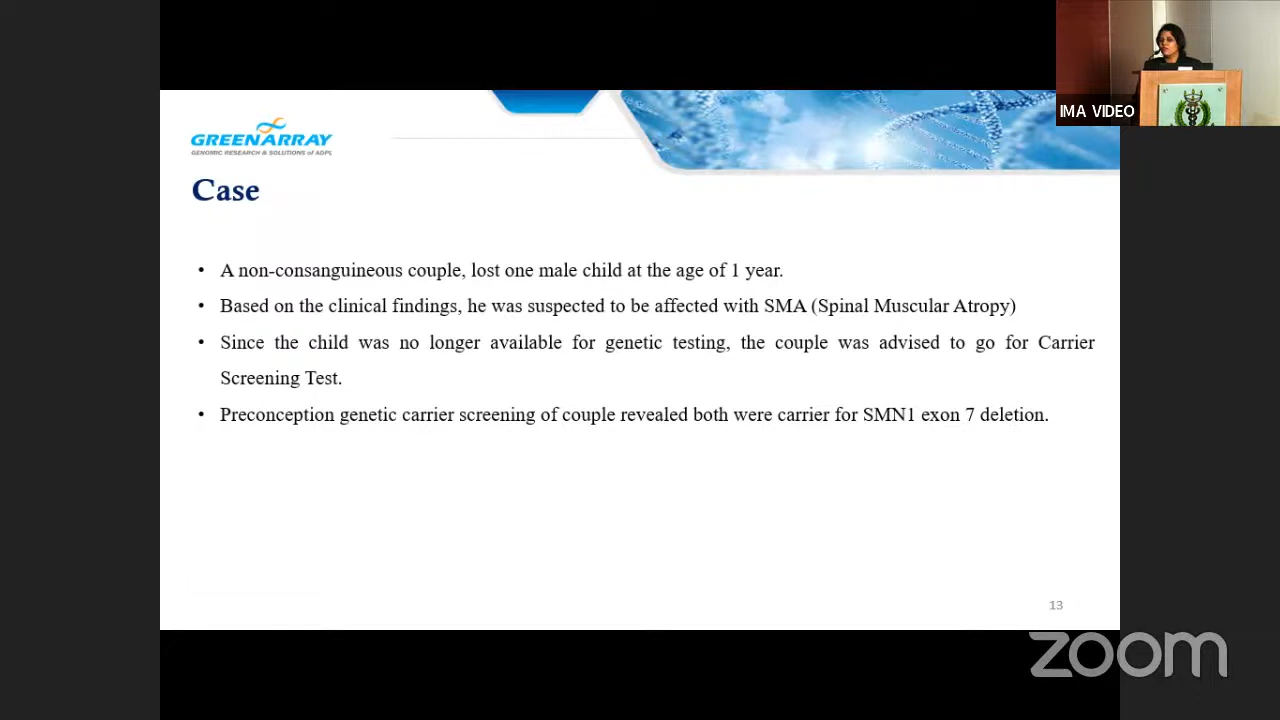 IMA VIDEO
GREENARRAY
GENOMIC RESEARCH & SOLUTIONS of ADPL
Case
• A non-consanguineous couple, lost one male child at the age of 1 year.
• Based on the clinical findings, he was suspected to be affected with SMA (Spinal Muscular Atropy)
• Since the child was no longer available for genetic testing, the couple was advised to go for Carrier
Screening Test.
• Preconception genetic carrier screening of couple revealed both were carrier for SMN1 exon 7 deletion.
13
zoom